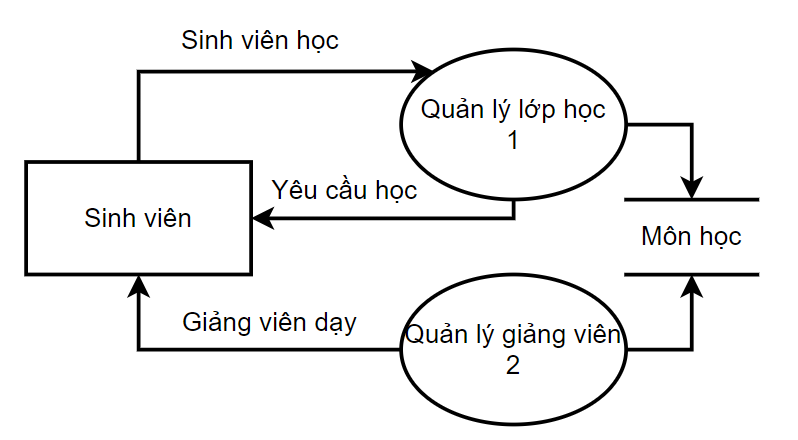 Sinh viên học
Quản lý lớp học
1
Yêu cầu học
Sinh viên
Môn học
Giảng viên dạy
Quản lý giảng viên
2